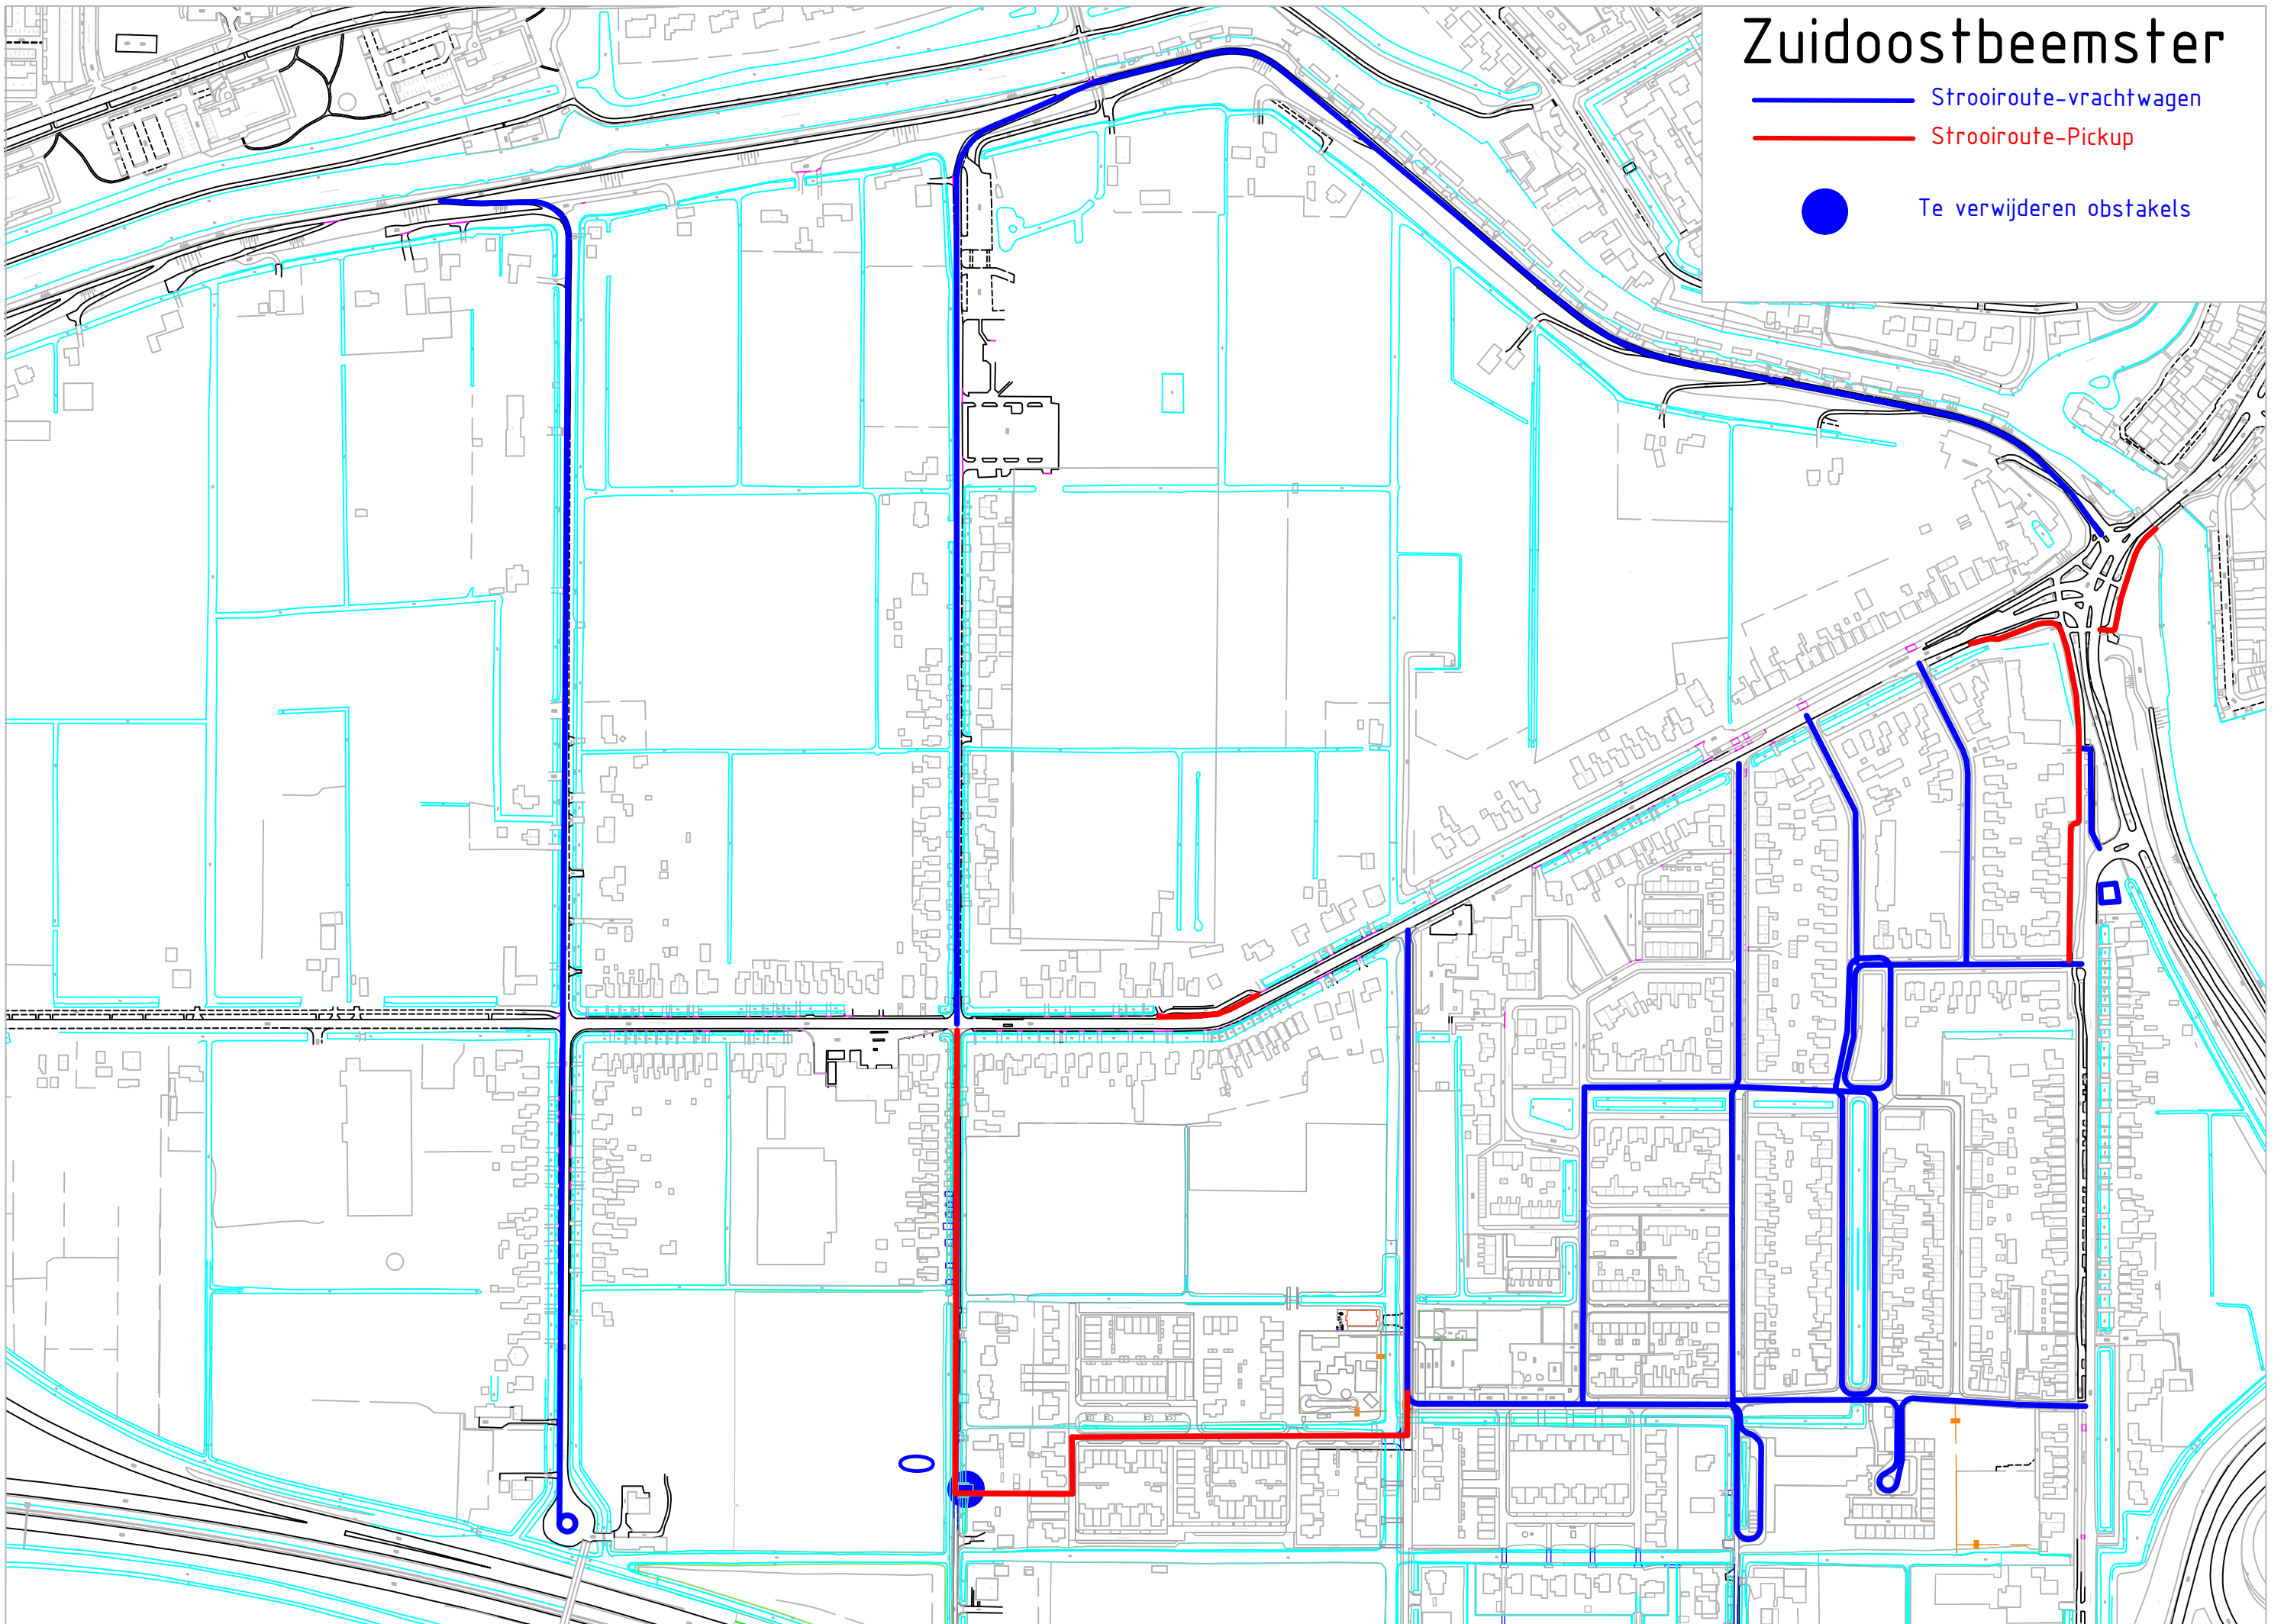 Zuidoostbeemster
Strooiroute-vrachtwagen
Strooiroute-Pickup
Te verwijderen obstakels